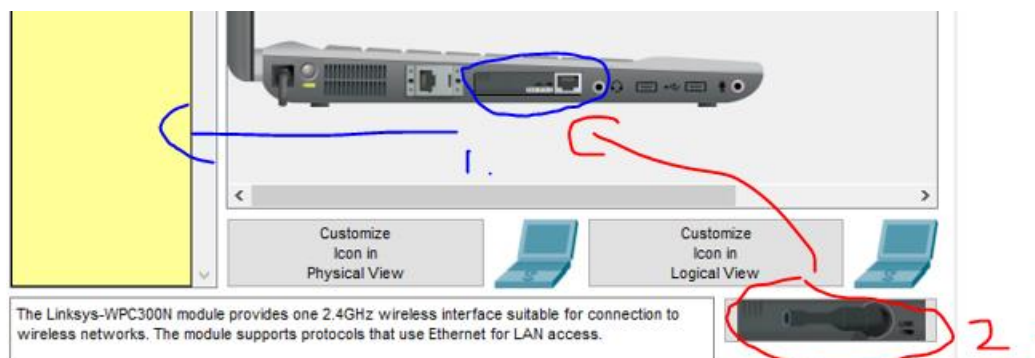 1.
Customize
Icon in
Physical View
Customize
Icon in
Logical View
The Linksys-WPC300N module provides one 2.4GHz wireless interface suitable for connection to
wireless networks. The module supports protocols that use Ethernet for LAN access.
2